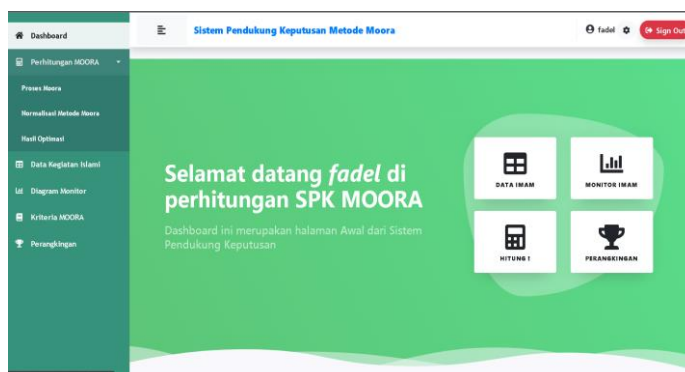 Dashboard
Perhitungan MOORA
Proses Moora
Normalisasi Metode Moora
Hasil Optimasi
Data Kegiatan Islami
Diagram Monitor
Kriteria MOORA
Perangkingan
Sistem Pendukung Keputusan Metode Moora
fadel
Sign Out
Selamat datang fadel di
perhitungan SPK MOORA
Dashboard ini merupakan halaman Awal dari Sistem
Pendukung Keputusan
DATA IMAM
MONITOR IMAM
HITUNG !
PERANGKINGAN